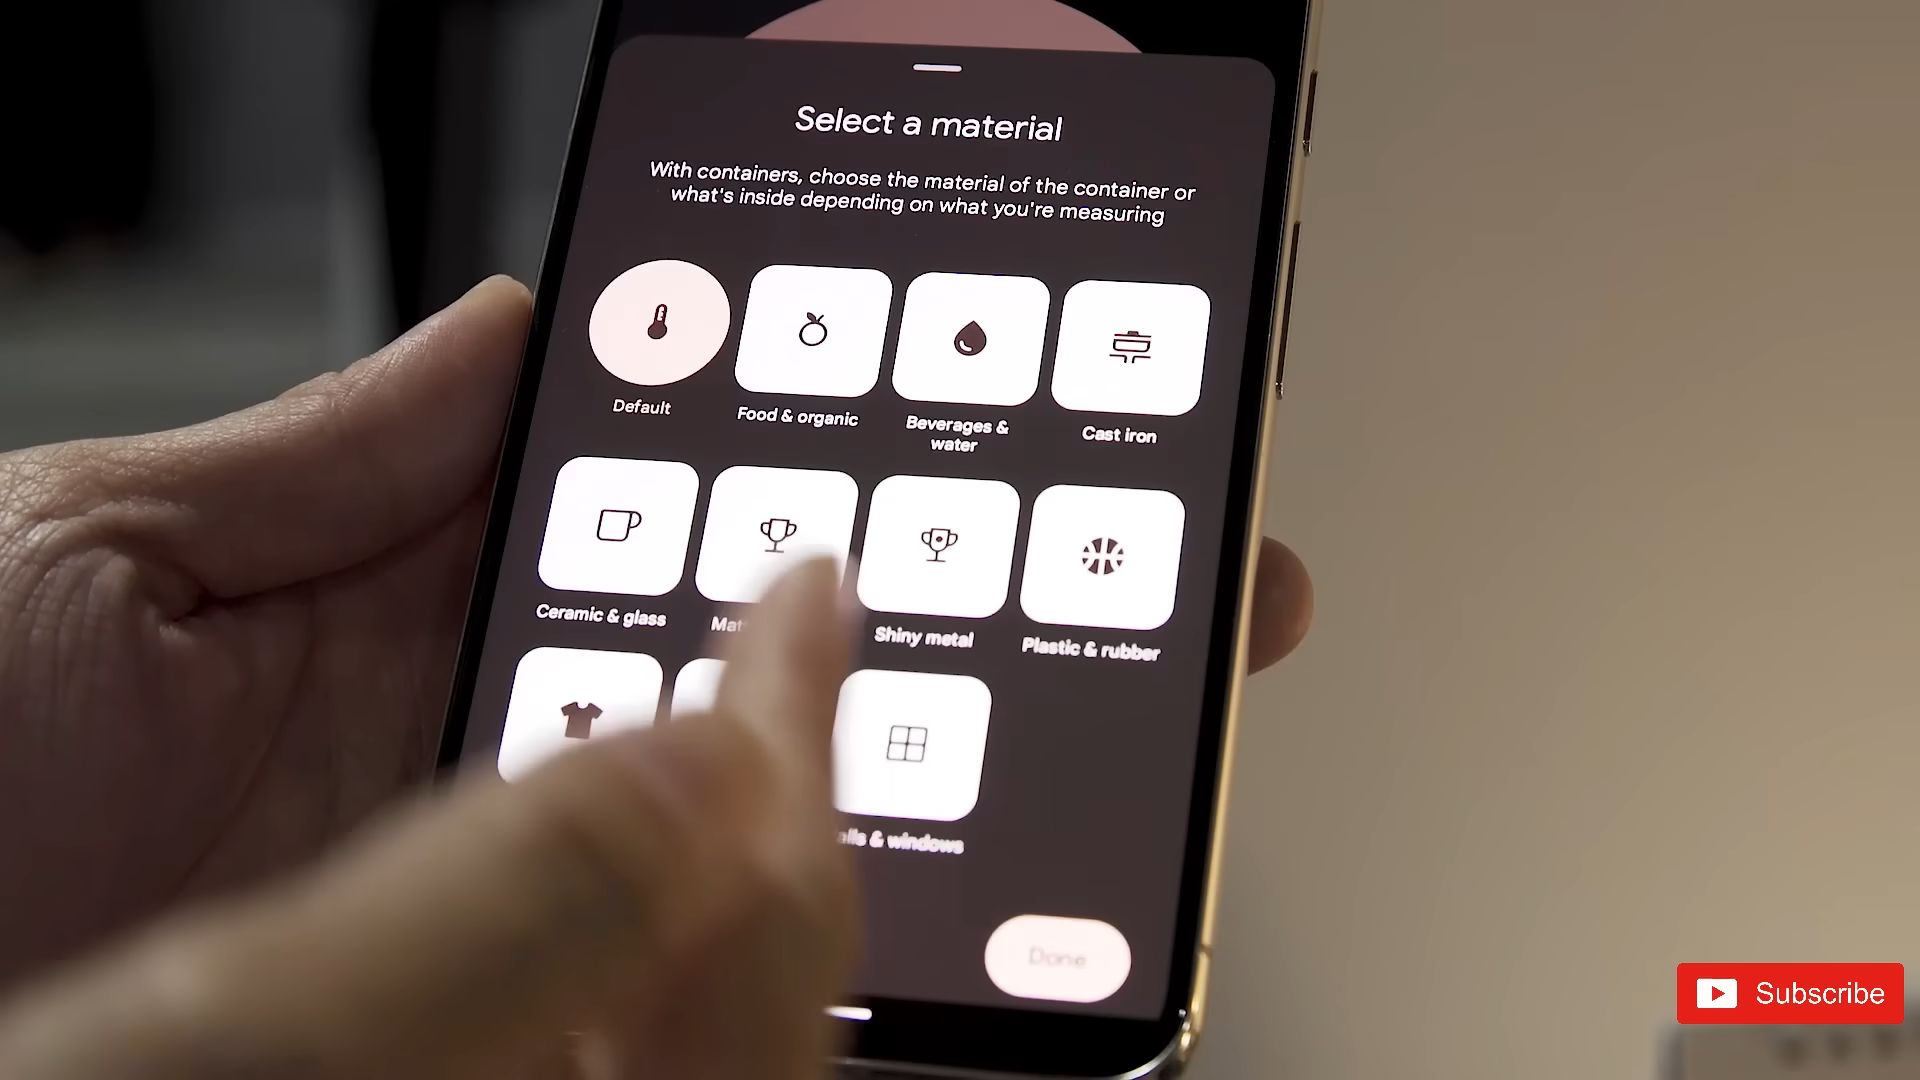 Select a material
With containers, choose the material of the container or
what's inside depending on what you're measuring
Default
Food & organic
Beverages &
water
Cast iron
Ceramic & glass
Shiny metal
Plastic & rubber
& windows
Done
Subscribe